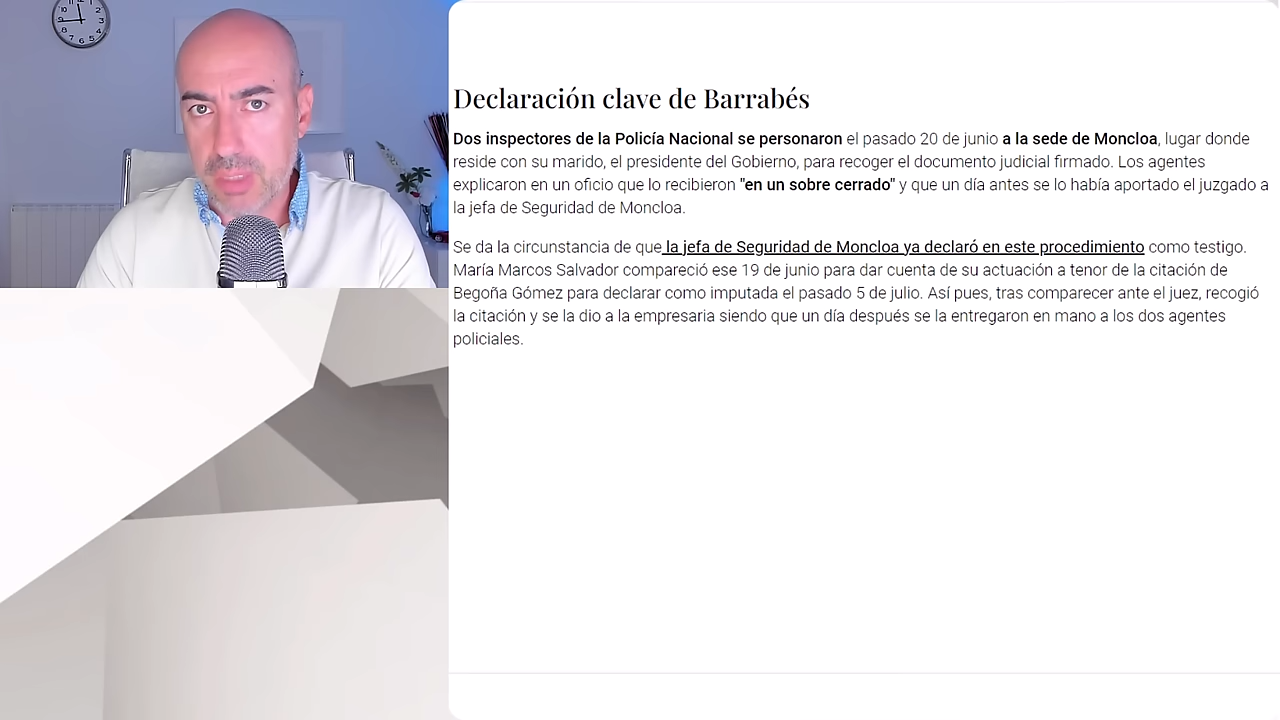 Declaración clave de Barrabés
Dos inspectores de la Policía Nacional se personaron el pasado 20 de junio a la sede de Moncloa, lugar donde
reside con su marido, el presidente del Gobierno, para recoger el documento judicial firmado. Los agentes
explicaron en un oficio que lo recibieron "en un sobre cerrado" y que un día antes se lo había aportado el juzgado a
la jefa de Seguridad de Moncloa.
Se da la circunstancia de que la jefa de Seguridad de Moncloa ya declaró en este procedimiento como testigo.
María Marcos Salvador compareció ese 19 de junio para dar cuenta de su actuación a tenor de la citación de
Begoña Gómez para declarar como imputada el pasado 5 de julio. Así pues, tras comparecer ante el juez, recogió
la citación y se la dio a la empresaria siendo que un día después se la entregaron en mano a los dos agentes
policiales.